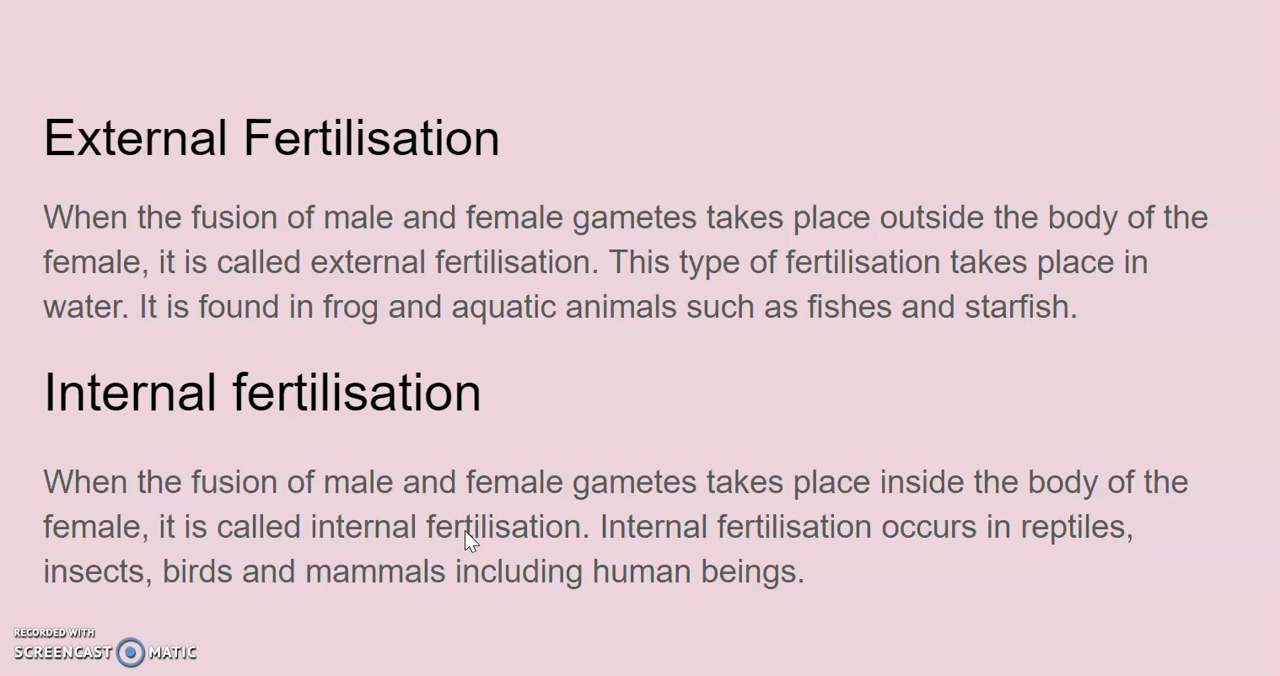 External Fertilisation
When the fusion of male and female gametes takes place outside the body of the
female, it is called external fertilisation. This type of fertilisation takes place in
water. It is found in frog and aquatic animals such as fishes and starfish.
Internal fertilisation
When the fusion of male and female gametes takes place inside the body of the
female, it is called internal fertilisation. Internal fertilisation occurs in reptiles,
insects, birds and mammals including human beings.
RECORDED WITH
SCREENCAST MATIC